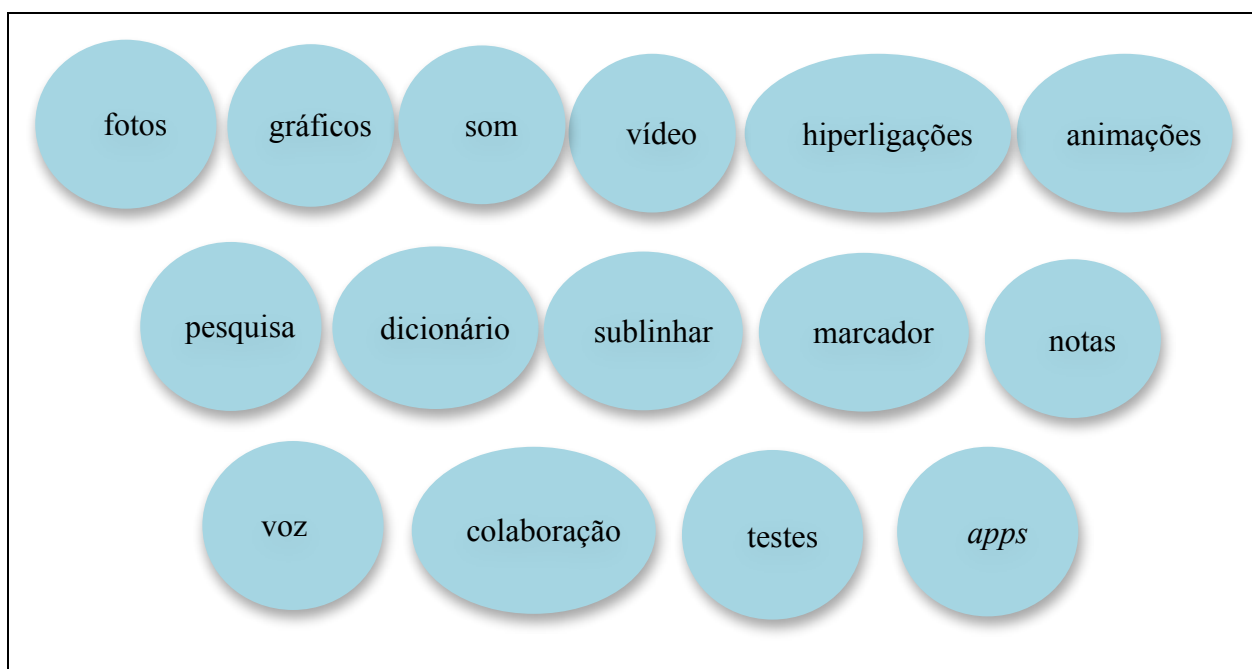 fotos gráficos som vídeo hiperligações animações
pesquisa dicionário sublinhar marcador notas
voz colaboração testes apps